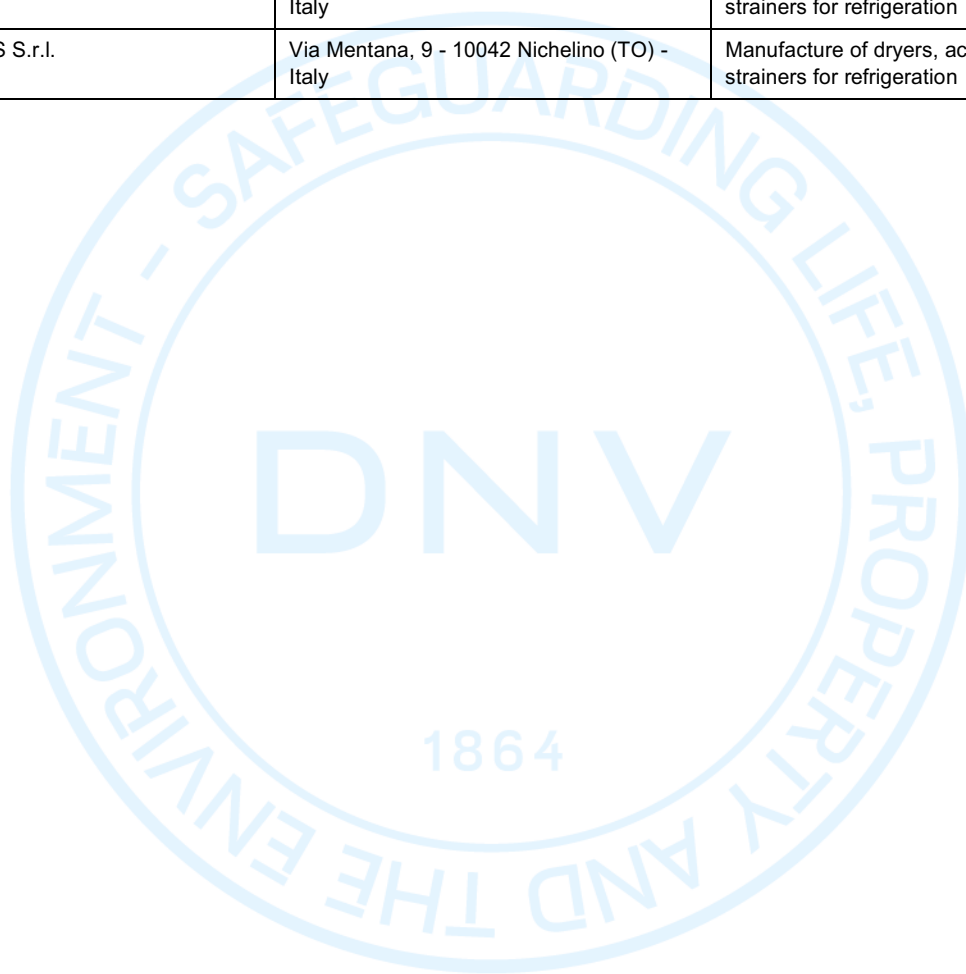 Italy
strainers for refrigeration
S S.r.l.
Via Mentana, 9 - 10042 Nichelino (TO) -
Italy
Manufacture of dryers, ac
strainers for refrigeration
SAFEGUARDING LIFE, PROPERTY AND THE ENVIRONMENT -
DNV
1864